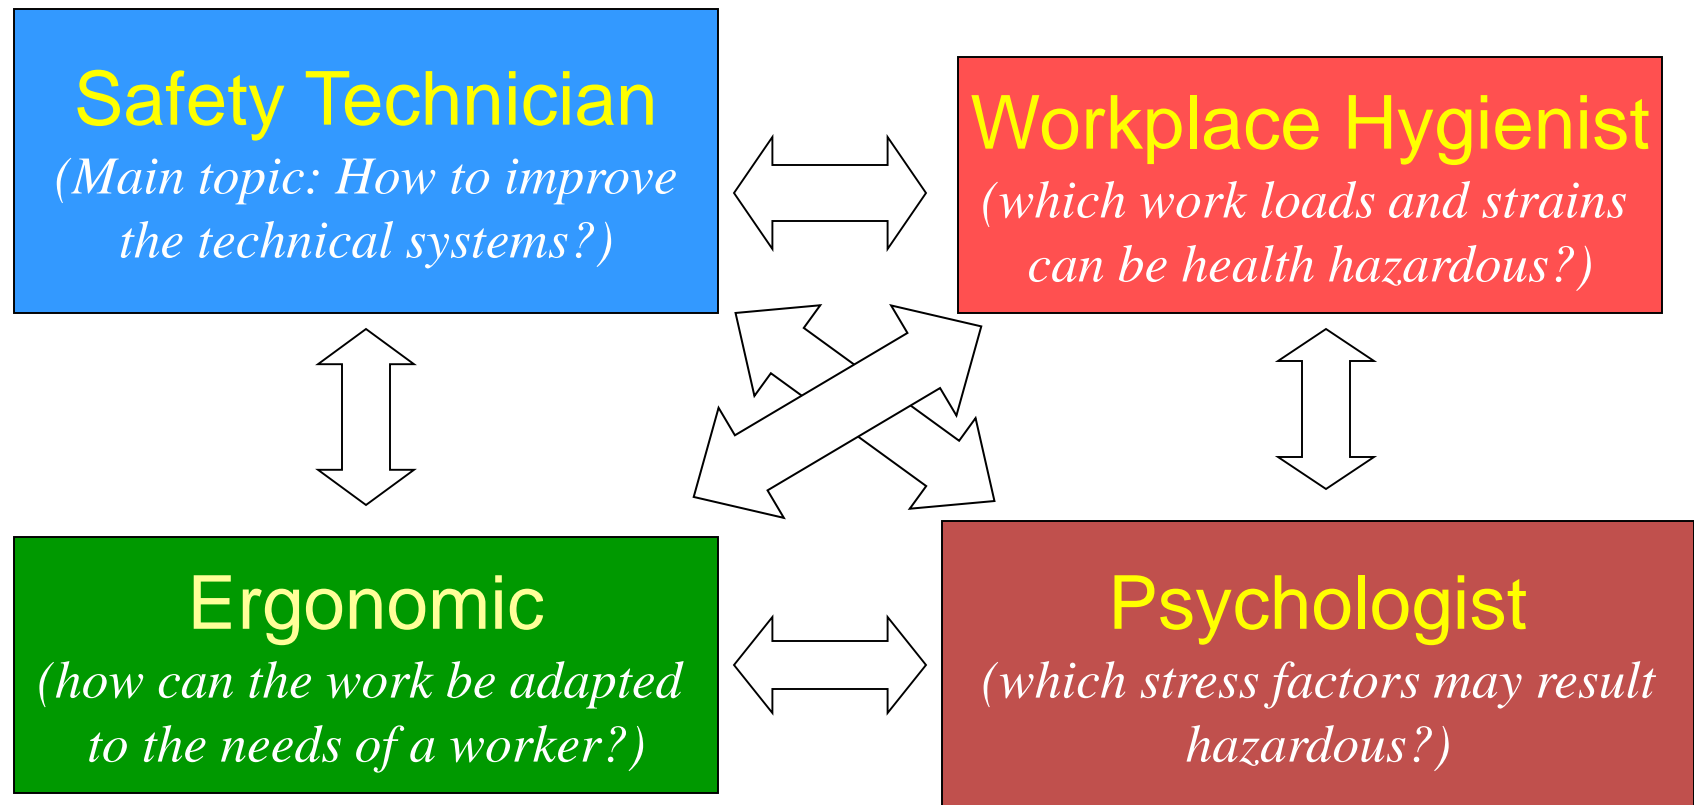 Safety Technician
(Main topic: How to improve
the technical systems?)
Workplace Hygienist
(which work loads and strains
can be health hazardous?)
Ergonomic
(how can the work be adapted
to the needs of a worker?)
Psychologist
(which stress factors may result
hazardous?)